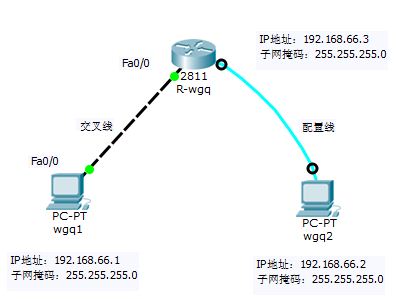 IP地址：192.168.66.3
子网掩码：255.255.255.0
Fa0/0
2811
R-wgq
交叉线
配置线
Fa0/0
PC-PT
wgq1
PC-PT
wgq2
IP地址：192.168.66.1
子网掩码：255.255.255.0
IP地址：192.168.66.2
子网掩码：255.255.255.0